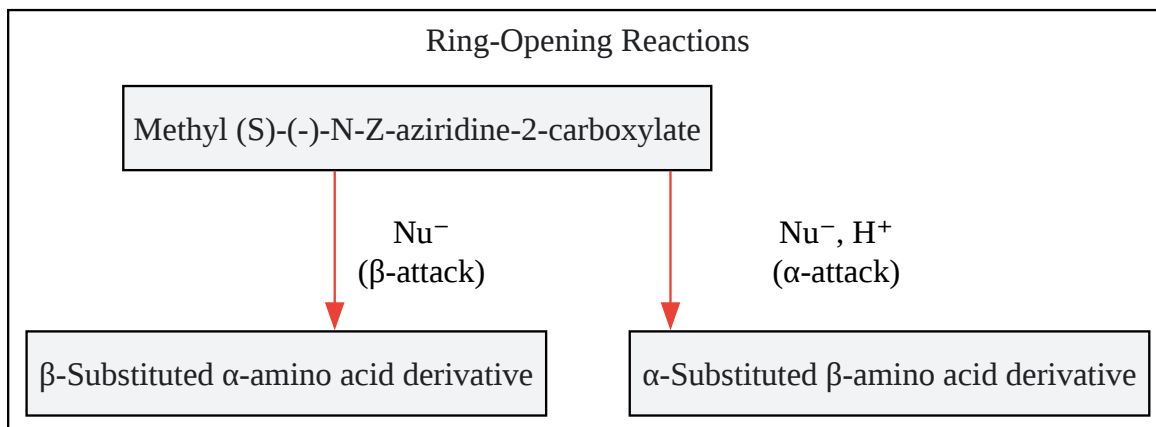 Ring-Opening Reactions
Methyl (S)-(-)-N-Z-aziridine-2-carboxylate
Nu⁻
(β-attack)
Nu⁻, H⁺
(α-attack)
β-Substituted α-amino acid derivative
α-Substituted β-amino acid derivative